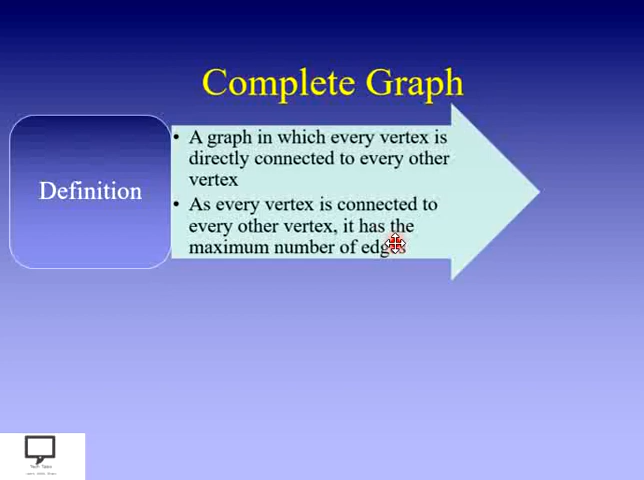 Complete Graph
Definition
• A graph in which every vertex is
directly connected to every other
vertex
• As every vertex is connected to
every other vertex, it has the
maximum number of edges